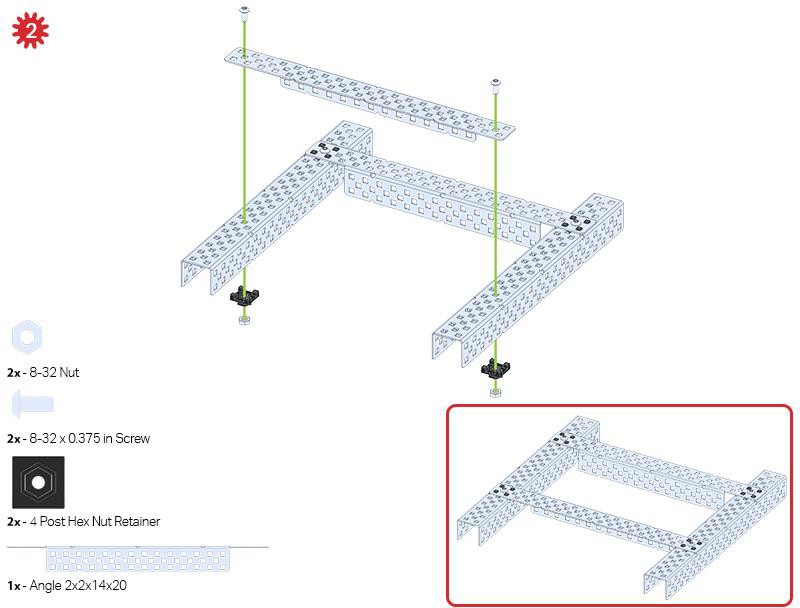 2
2x - 8-32 Nut
2x - 8-32 x 0.375 in Screw
2x - 4 Post Hex Nut Retainer
1x - Angle 2x2x14x20